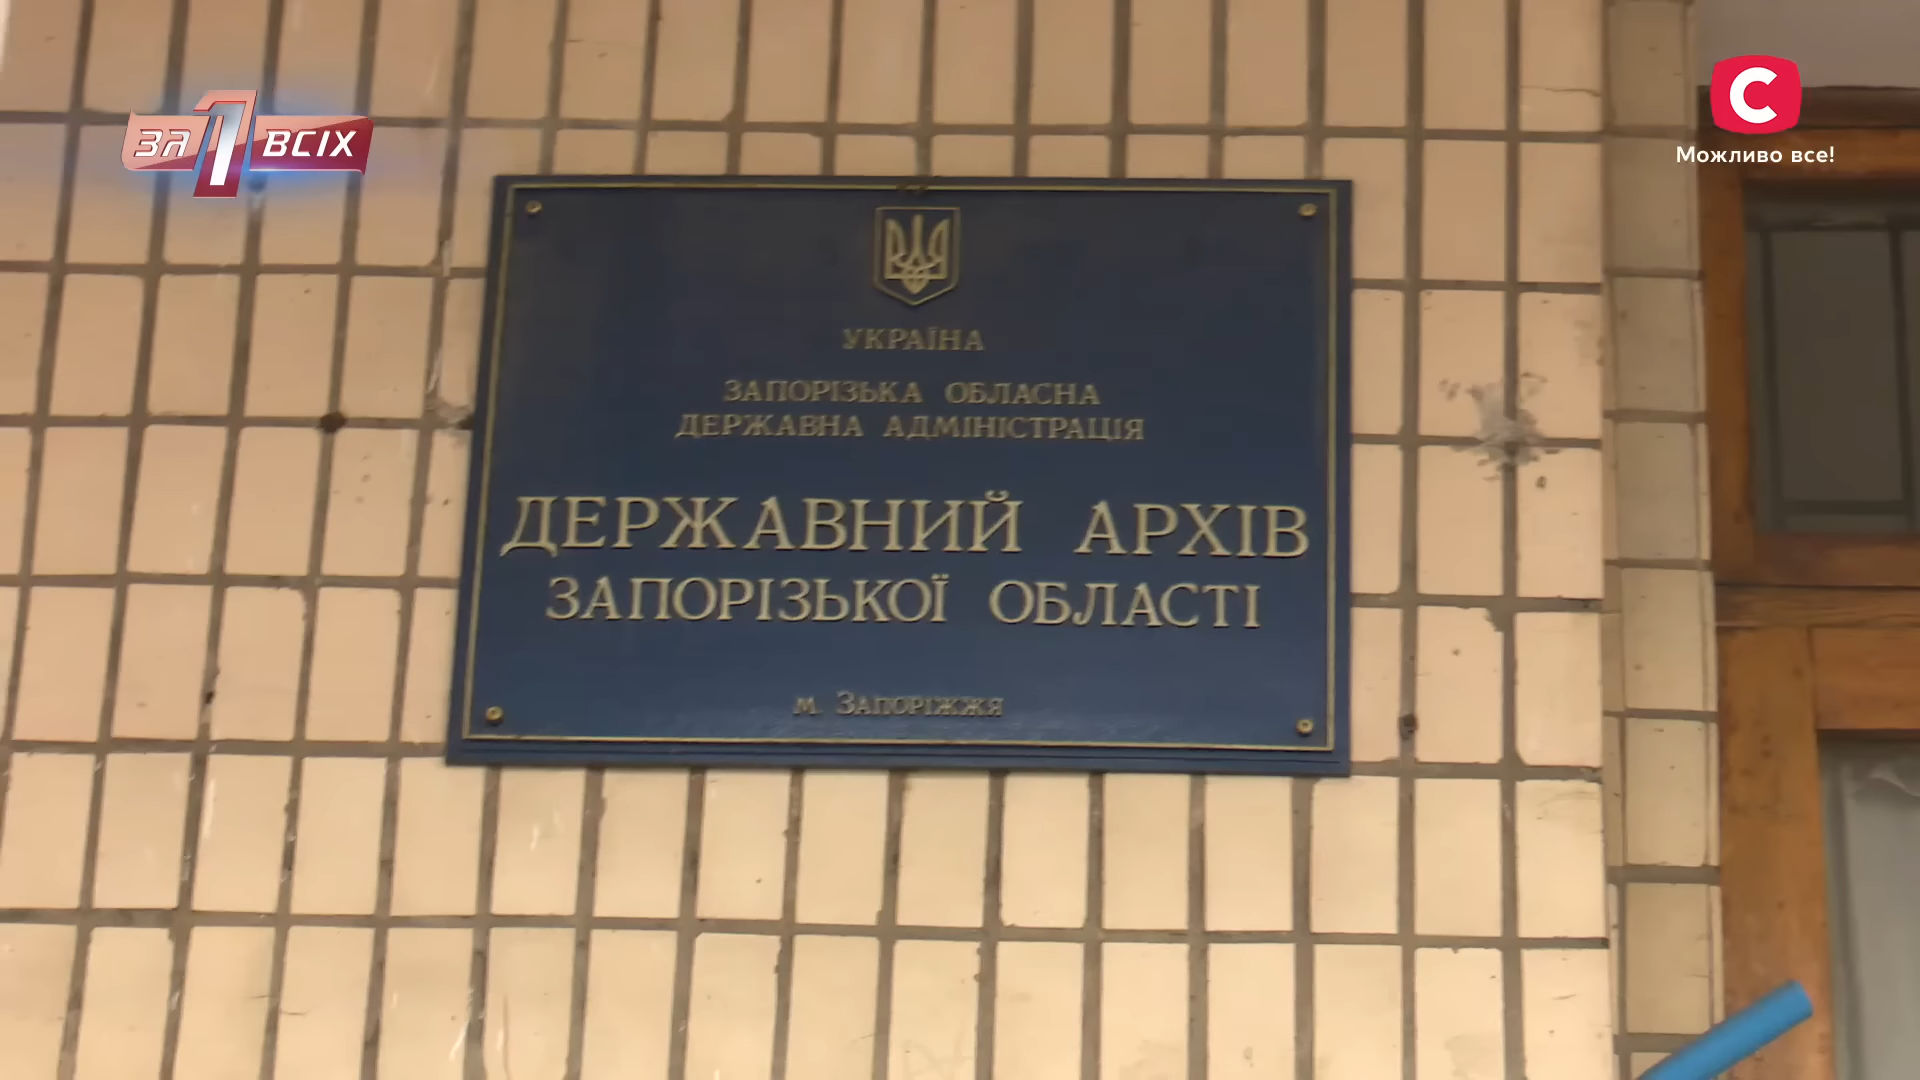 ЗА 1 ВСІХ
С
Можливо все!
УКРАЇНА
ЗАПОРІЗЬКА ОБЛАСНА
ДЕРЖАВНА АДМІНІСТРАЦІЯ
ДЕРЖАВНИЙ АРХІВ
ЗАПОРІЗЬКОЇ ОБЛАСТІ
м. ЗАПОРІЖЖЯ